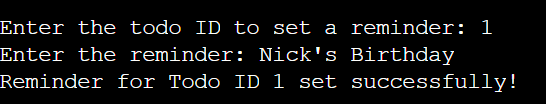 Enter the todo ID to set a reminder: 1
Enter the reminder: Nick's Birthday
Reminder for Todo ID 1 set successfully!